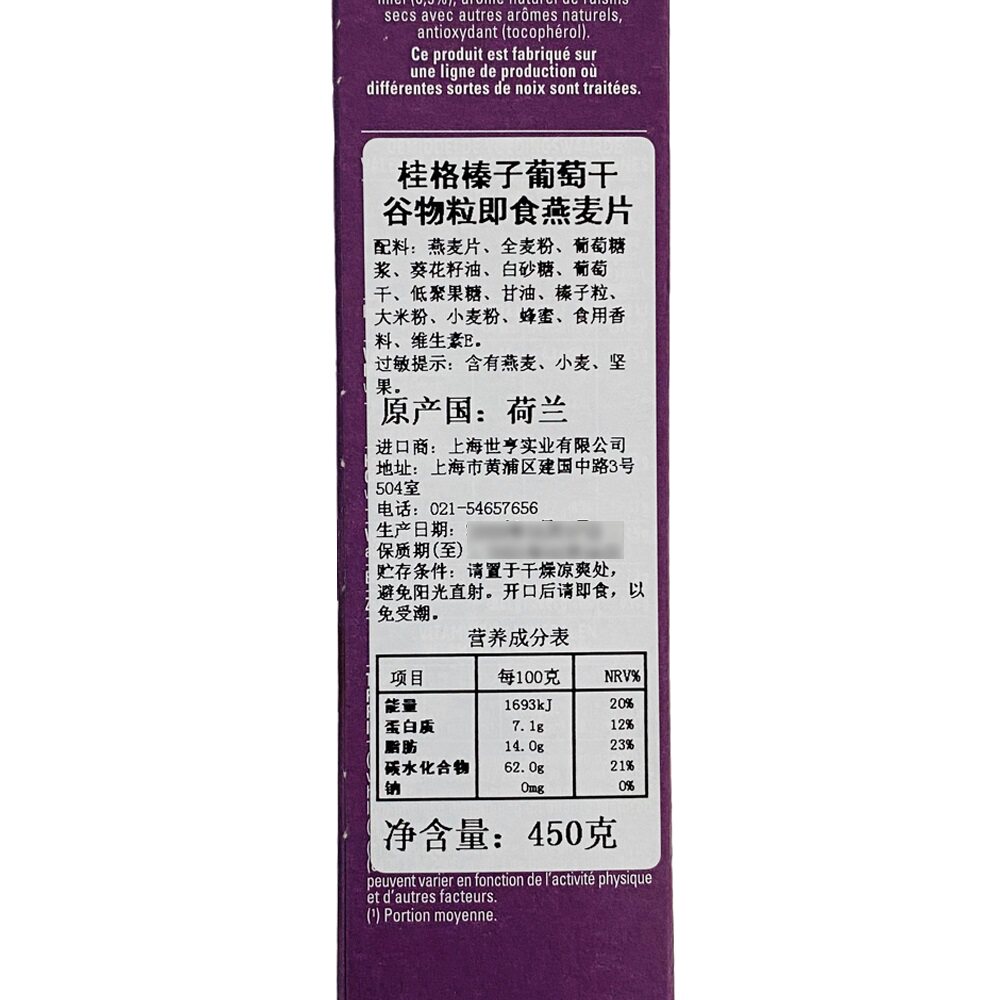 secs avec autres arômes naturels,
antioxydant (tocophérol).
Ce produit est fabriqué sur
une ligne de production où
différentes sortes de noix sont traitées.
桂格榛子葡萄干
谷物粒即食燕麦片
配料：燕麦片、全麦粉、葡萄糖
浆、葵花籽油、白砂糖、葡萄
干、低聚果糖、甘油、榛子粒、
大米粉、小麦粉、蜂蜜、食用香
料、维生素E。
过敏提示：含有燕麦、小麦、坚
果。
原产国：荷兰
进口商：上海世亨实业有限公司
地址：上海市黄浦区建国中路3号
504室
电话：021-54657656
生产日期：
保质期(至)
贮存条件：请置于干燥凉爽处，
避免阳光直射。开口后请即食，以
免受潮。
营养成分表
项目 每100克 NRV%
能量 1693kJ 20%
蛋白质 7.1g 12%
脂肪 14.0g 23%
碳水化合物 62.0g 21%
钠 0mg 0%
净含量：450克
peuvent varier en fonction de l'activité physique
et d'autres facteurs.
(¹) Portion moyenne.